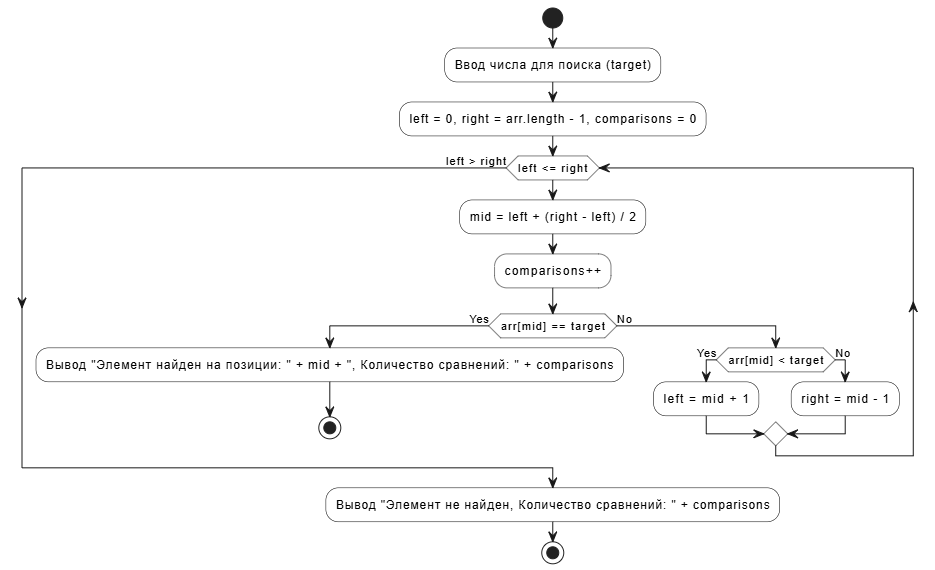 Ввод числа для поиска (target)
left = 0, right = arr.length - 1, comparisons = 0
left > right
left <= right
mid = left + (right - left) / 2
comparisons++
Yes
arr[mid] == target
No
Вывод "Элемент найден на позиции: " + mid + ", Количество сравнений: " + comparisons
Yes
arr[mid] < target
No
left = mid + 1
right = mid - 1
Вывод "Элемент не найден, Количество сравнений: " + comparisons